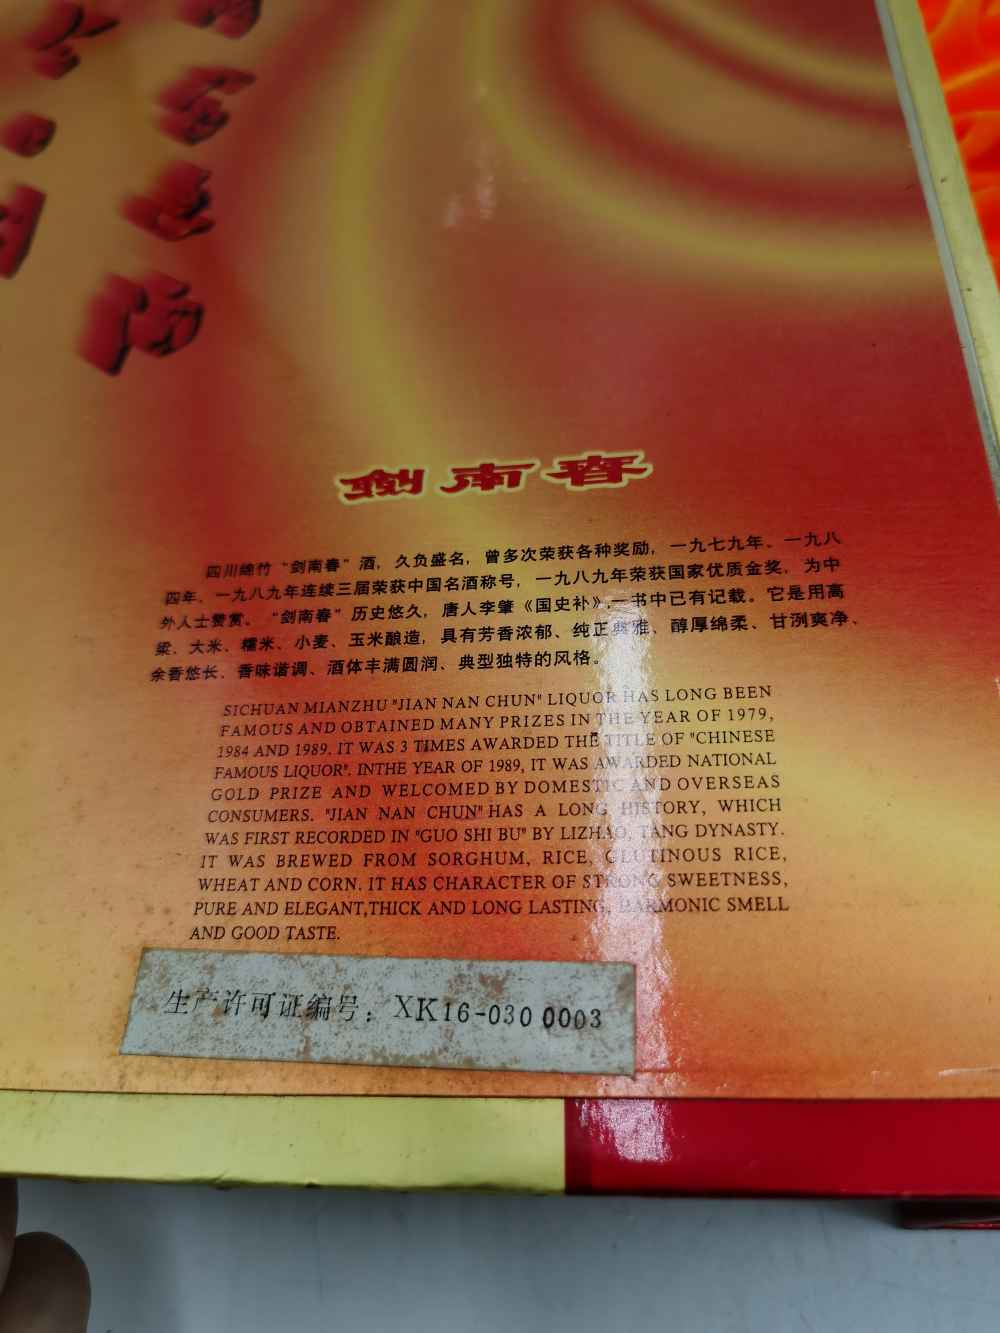 剑南春
四川绵竹“剑南春”酒，久负盛名，曾多次荣获各种奖励，一九七九年、一九八
四年、一九八九年连续三届荣获中国名酒称号，一九八九年荣获国家优质金奖，为中
外人士赞赏。“剑南春”历史悠久，唐人李肇《国史补》一书中已有记载。它是用高
粱、大米、糯米、小麦、玉米酿造，具有芳香浓郁、纯正典雅、醇厚绵柔、甘洌爽净、
余香悠长、香味谐调、酒体丰满圆润、典型独特的风格。
SICHUAN MIANZHU "JIAN NAN CHUN" LIQUOR HAS LONG BEEN
FAMOUS AND OBTAINED MANY PRIZES IN THE YEAR OF 1979,
1984 AND 1989. IT WAS 3 TIMES AWARDED THE TITLE OF "CHINESE
FAMOUS LIQUOR". INTHE YEAR OF 1989, IT WAS AWARDED NATIONAL
GOLD PRIZE AND WELCOMED BY DOMESTIC AND OVERSEAS
CONSUMERS. "JIAN NAN CHUN" HAS A LONG HISTORY, WHICH
WAS FIRST RECORDED IN "GUO SHI BU" BY LIZHAO, TANG DYNASTY.
IT WAS BREWED FROM SORGHUM, RICE, GLUTINOUS RICE,
WHEAT AND CORN. IT HAS CHARACTER OF STRONG SWEETNESS,
PURE AND ELEGANT,THICK AND LONG LASTING, HARMONIC SMELL
AND GOOD TASTE.
生产许可证编号：XK16-030 0003